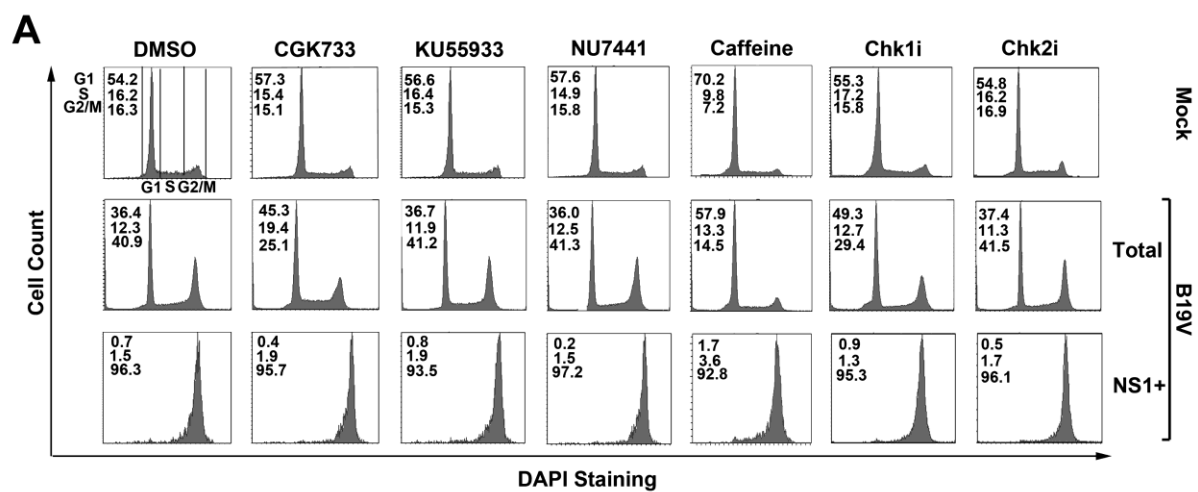 A
DMSO CGK733 KU55933 NU7441 Caffeine Chk1i Chk2i
G1 54.2 57.3 56.6 57.6 70.2 55.3 54.8
S 16.2 15.4 16.4 14.9 9.8 17.2 16.2
G2/M 16.3 15.1 15.3 15.8 7.2 15.8 16.9
Mock
G1 S G2/M
36.4 45.3 36.7 36.0 57.9 49.3 37.4
12.3 19.4 11.9 12.5 13.3 12.7 11.3
40.9 25.1 41.2 41.3 14.5 29.4 41.5
Total
0.7 0.4 0.8 0.2 1.7 0.9 0.5
1.5 1.9 1.9 1.5 3.6 1.3 1.7
96.3 95.7 93.5 97.2 92.8 95.3 96.1
NS1+
B19V
Cell Count
DAPI Staining